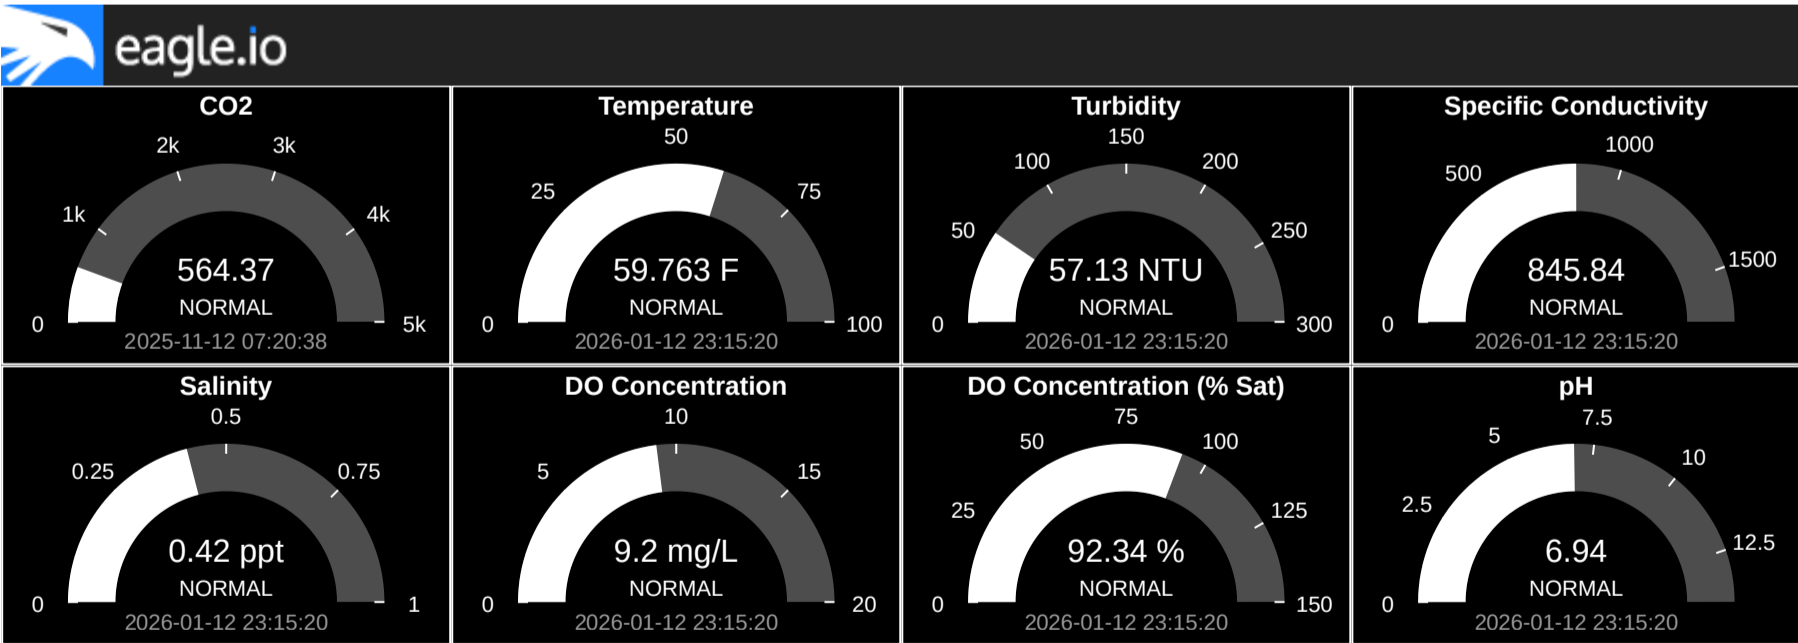 eagle.io
CO2
0
1k
2k
3k
4k
5k
564.37
NORMAL
2025-11-12 07:20:38
Temperature
0
25
50
75
100
59.763 F
NORMAL
2026-01-12 23:15:20
Turbidity
0
50
100
150
200
250
300
57.13 NTU
NORMAL
2026-01-12 23:15:20
Specific Conductivity
0
500
1000
1500
845.84
NORMAL
2026-01-12 23:15:20
Salinity
0
0.25
0.5
0.75
1
0.42 ppt
NORMAL
2026-01-12 23:15:20
DO Concentration
0
5
10
15
20
9.2 mg/L
NORMAL
2026-01-12 23:15:20
DO Concentration (% Sat)
0
25
50
75
100
125
150
92.34 %
NORMAL
2026-01-12 23:15:20
pH
0
2.5
5
7.5
10
12.5
6.94
NORMAL
2026-01-12 23:15:20